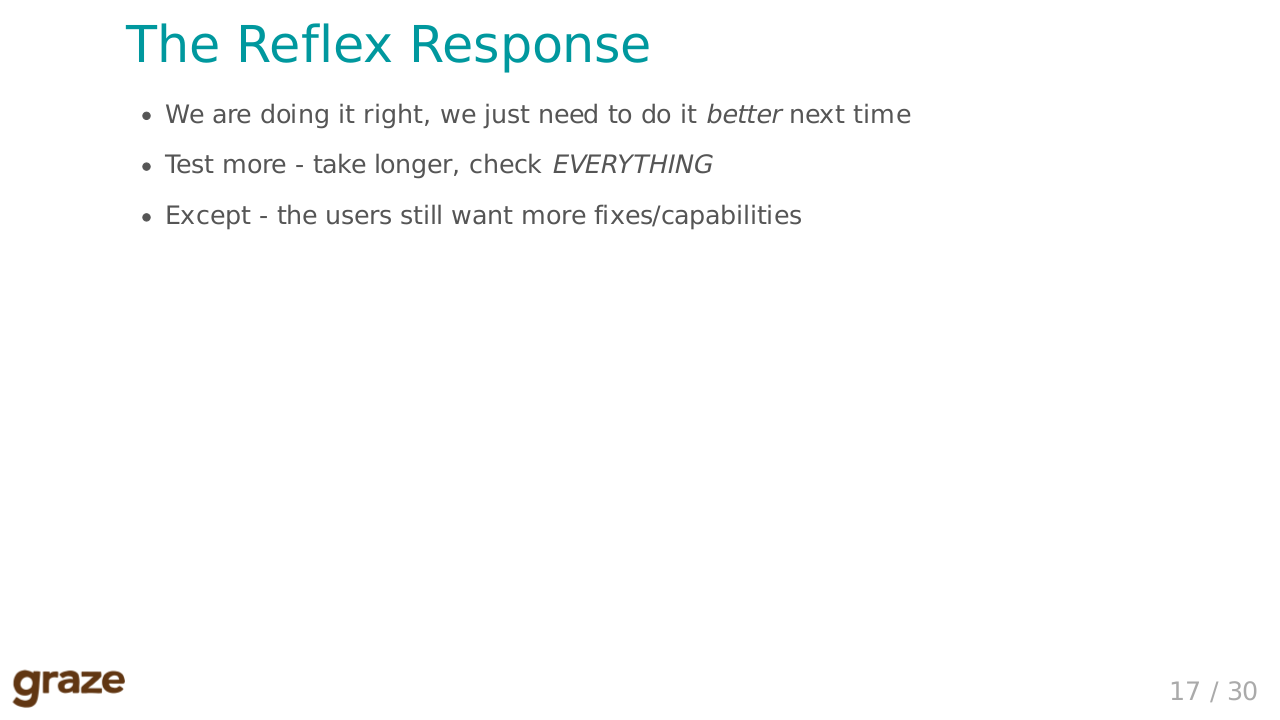 The Reflex Response
• We are doing it right, we just need to do it better next time
• Test more - take longer, check EVERYTHING
• Except - the users still want more fixes/capabilities
graze
17 / 30